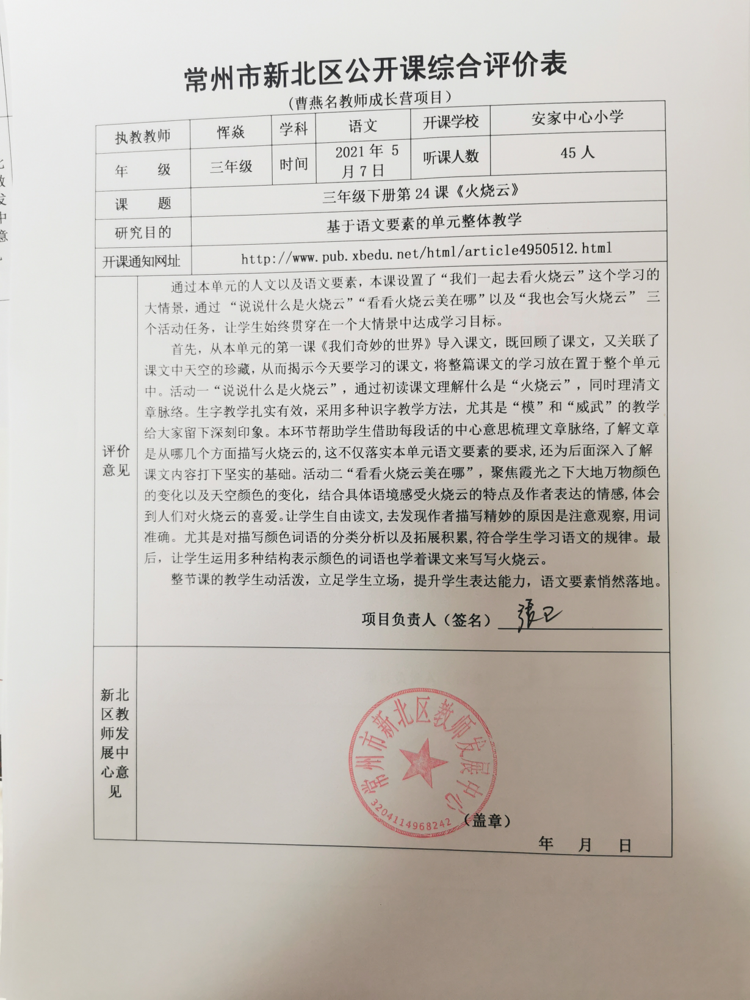 常州市新北区公开课综合评价表
(曹燕名教师成长营项目)
执教教师 恽焱 学科 语文 开课学校 安家中心小学
年 级 三年级 时间 2021 年 5 月 7 日 听课人数 45 人
课 题 三年级下册第 24 课《火烧云》
研究目的 基于语文要素的单元整体教学
开课通知网址 http://www.pub.xbedu.net/html/article4950512.html
评价意见
通过本单元的人文以及语文要素，本课设置了“我们一起去看火烧云”这个学习的
大情景，通过 “说说什么是火烧云”“看看火烧云美在哪”以及“我也会写火烧云” 三
个活动任务，让学生始终贯穿在一个大情景中达成学习目标。
首先，从本单元的第一课《我们奇妙的世界》导入课文，既回顾了课文，又关联了
课文中天空的珍藏，从而揭示今天要学习的课文，将整篇课文的学习放在置于整个单元
中。活动一“说说什么是火烧云”，通过初读课文理解什么是“火烧云”，同时理清文
章脉络。生字教学扎实有效，采用多种识字教学方法，尤其是“模”和“威武”的教学
给大家留下深刻印象。本环节帮助学生借助每段话的中心意思梳理文章脉络,了解文章
是从哪几个方面描写火烧云的,这不仅落实本单元语文要素的要求,还为后面深入了解
课文内容打下坚实的基础。活动二“看看火烧云美在哪”，聚焦霞光之下大地万物颜色
的变化以及天空颜色的变化，结合具体语境感受火烧云的特点及作者表达的情感,体会
到人们对火烧云的喜爱。让学生自由读文,去发现作者描写精妙的原因是注意观察,用词
准确。尤其是对描写颜色词语的分类分析以及拓展积累,符合学生学习语文的规律。最
后，让学生运用多种结构表示颜色的词语也学着课文来写写火烧云。
整节课的教学生动活泼，立足学生立场，提升学生表达能力，语文要素悄然落地。
项目负责人（签名）
新北区教师发展中心意见
常州市新北区教师发展中心
3204114968242
（盖章）
年 月 日